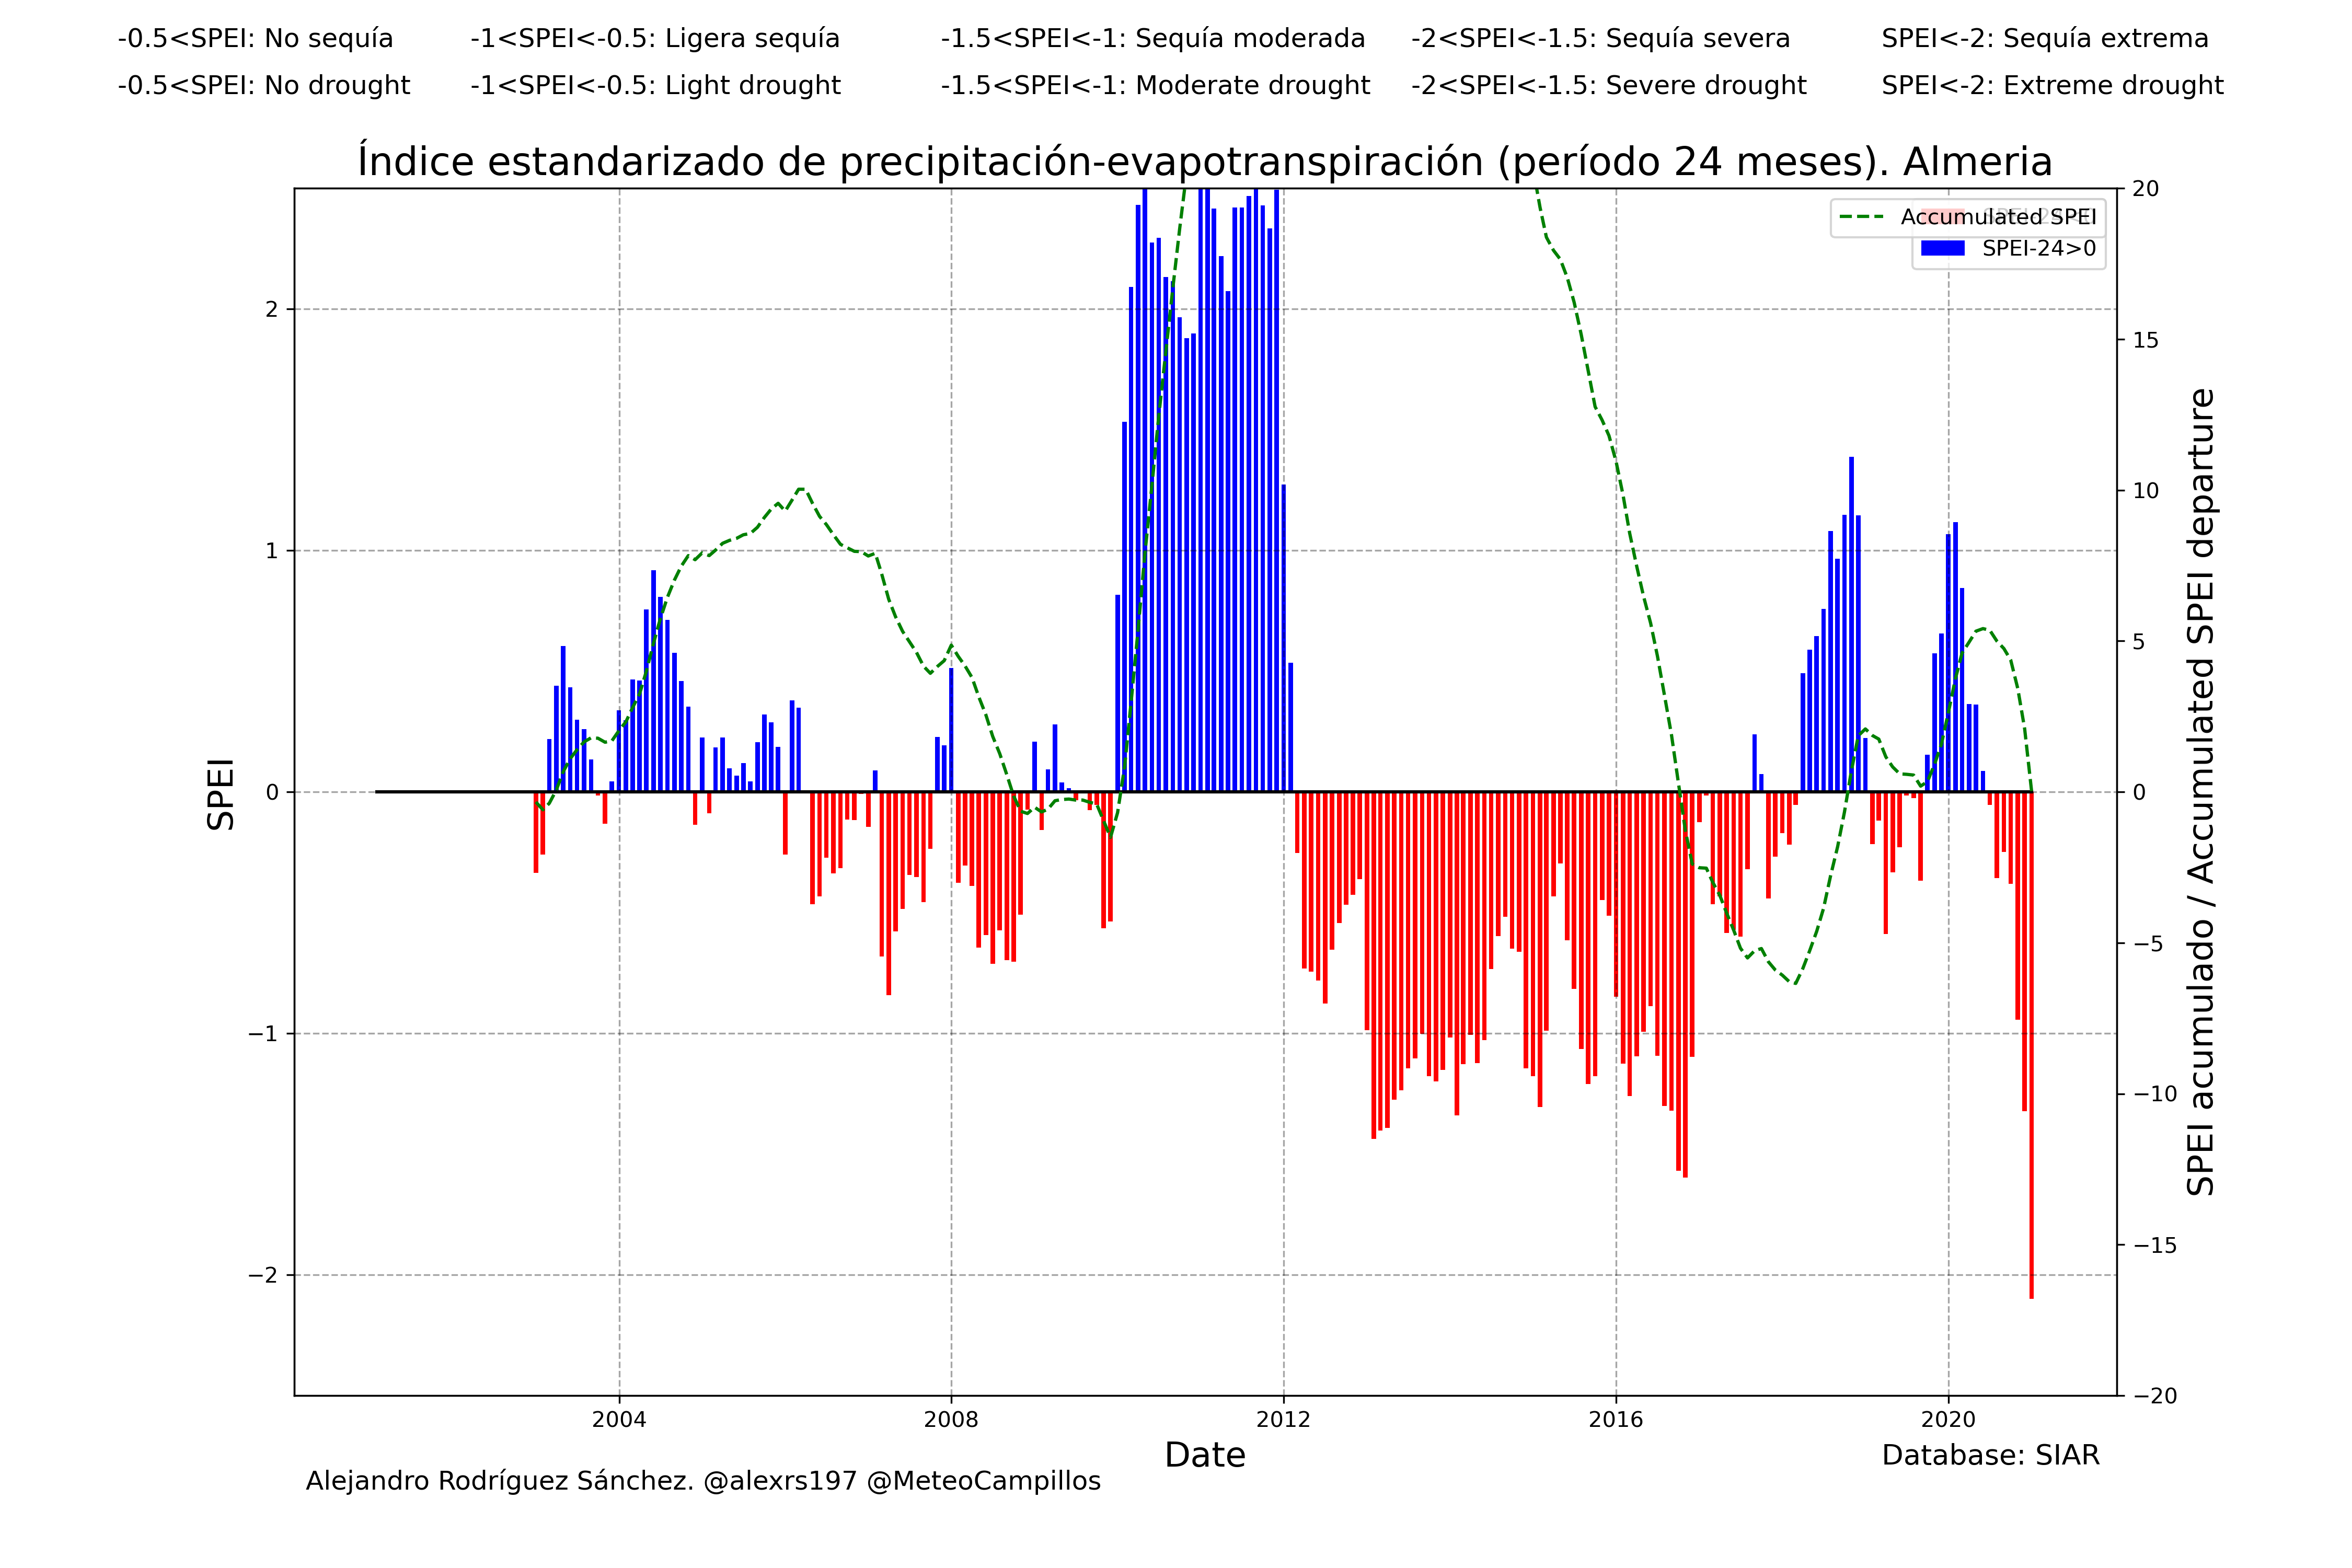 -0.5<SPEI: No sequía -1<SPEI<-0.5: Ligera sequía -1.5<SPEI<-1: Sequía moderada -2<SPEI<-1.5: Sequía severa SPEI<-2: Sequía extrema
-0.5<SPEI: No drought -1<SPEI<-0.5: Light drought -1.5<SPEI<-1: Moderate drought -2<SPEI<-1.5: Severe drought SPEI<-2: Extreme drought
Índice estandarizado de precipitación-evapotranspiración (período 24 meses). Almeria
Accumulated SPEI
SPEI-24>0
SPEI
2
1
0
−1
−2
20
15
10
5
0
−5
−10
−15
−20
SPEI acumulado / Accumulated SPEI departure
2004 2008 2012 2016 2020
Date
Database: SIAR
Alejandro Rodríguez Sánchez. @alexrs197 @MeteoCampillos